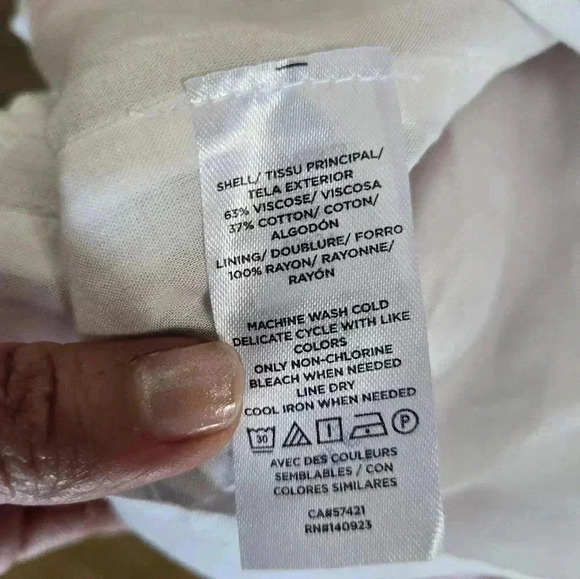 SHELL/ TISSU PRINCIPAL/
TELA EXTERIOR
63% VISCOSE/ VISCOSA
37% COTTON/ COTON/
ALGODÓN
LINING/ DOUBLURE/ FORRO
100% RAYON/ RAYONNE/
RAYÓN
MACHINE WASH COLD
DELICATE CYCLE WITH LIKE
COLORS
ONLY NON-CHLORINE
BLEACH WHEN NEEDED
LINE DRY
COOL IRON WHEN NEEDED
30 P
AVEC DES COULEURS
SEMBLABLES / CON
COLORES SIMILARES
CA#57421
RN#140923